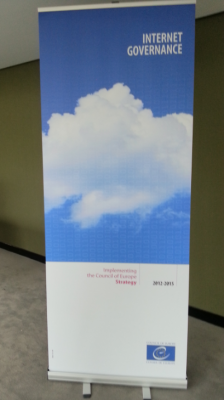 INTERNET
GOVERNANCE
Implementing
the Council of Europe
Strategy
2012-2015